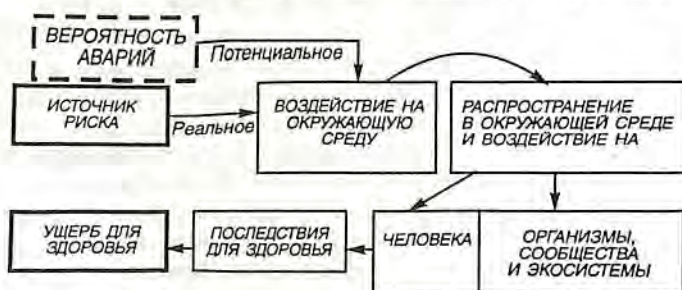 ВЕРОЯТНОСТЬ
АВАРИЙ
Потенциальное
ИСТОЧНИК
РИСКА
Реальное
ВОЗДЕЙСТВИЕ НА
ОКРУЖАЮЩУЮ
СРЕДУ
РАСПРОСТРАНЕНИЕ
В ОКРУЖАЮЩЕЙ СРЕДЕ
И ВОЗДЕЙСТВИЕ НА
УЩЕРБ ДЛЯ
ЗДОРОВЬЯ
ПОСЛЕДСТВИЯ
ДЛЯ ЗДОРОВЬЯ
ЧЕЛОВЕКА
ОРГАНИЗМЫ,
СООБЩЕСТВА
И ЭКОСИСТЕМЫ